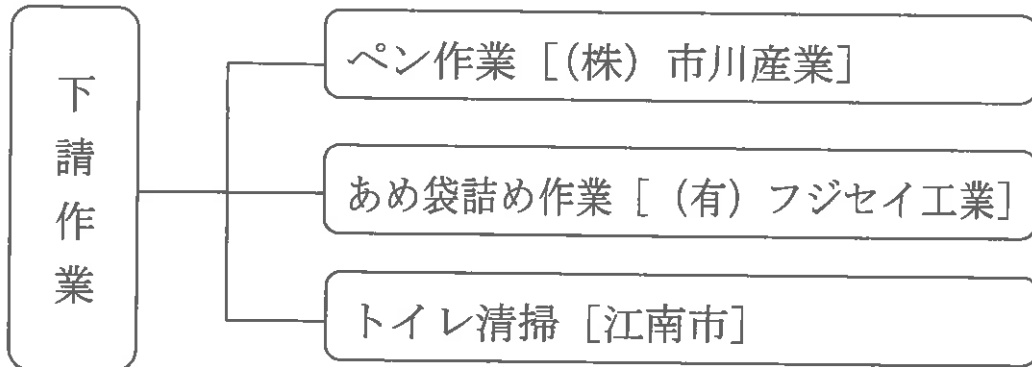 下請作業
ペン作業［（株）市川産業］
あめ袋詰め作業［（有）フジセイ工業］
トイレ清掃［江南市］